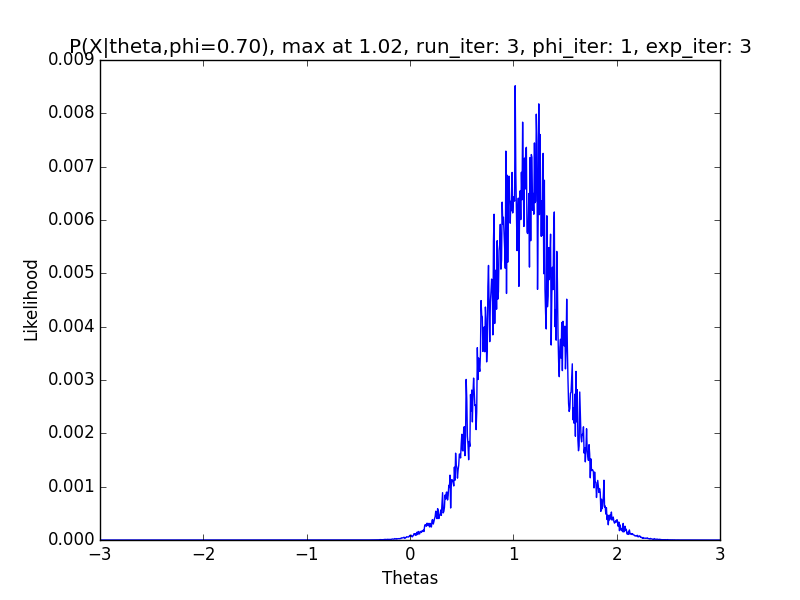 P(X|theta,phi=0.70), max at 1.02, run_iter: 3, phi_iter: 1, exp_iter: 3
0.009
0.008
0.007
0.006
0.005
0.004
0.003
0.002
0.001
0.000
Likelihood
−3 −2 −1 0 1 2 3
Thetas